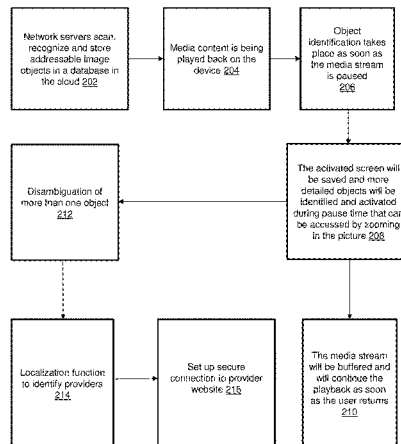 Network servers scan,
recognize and store
addressable image
objects in a database in
the cloud 202
Media content is being
played back on the
device 204
Object
identification takes
place as soon as
the media stream
is paused
206
The activated screen will
be saved and more
detailed objects will be
identified and activated
during pause time that can
be accessed by zooming
in the picture 208
Disambiguation of
more than one object
212
Localization function
to identify providers
214
Set up secure
connection to provider
website 216
The media stream
will be buffered and
will continue the
playback as soon
as the user returns
210